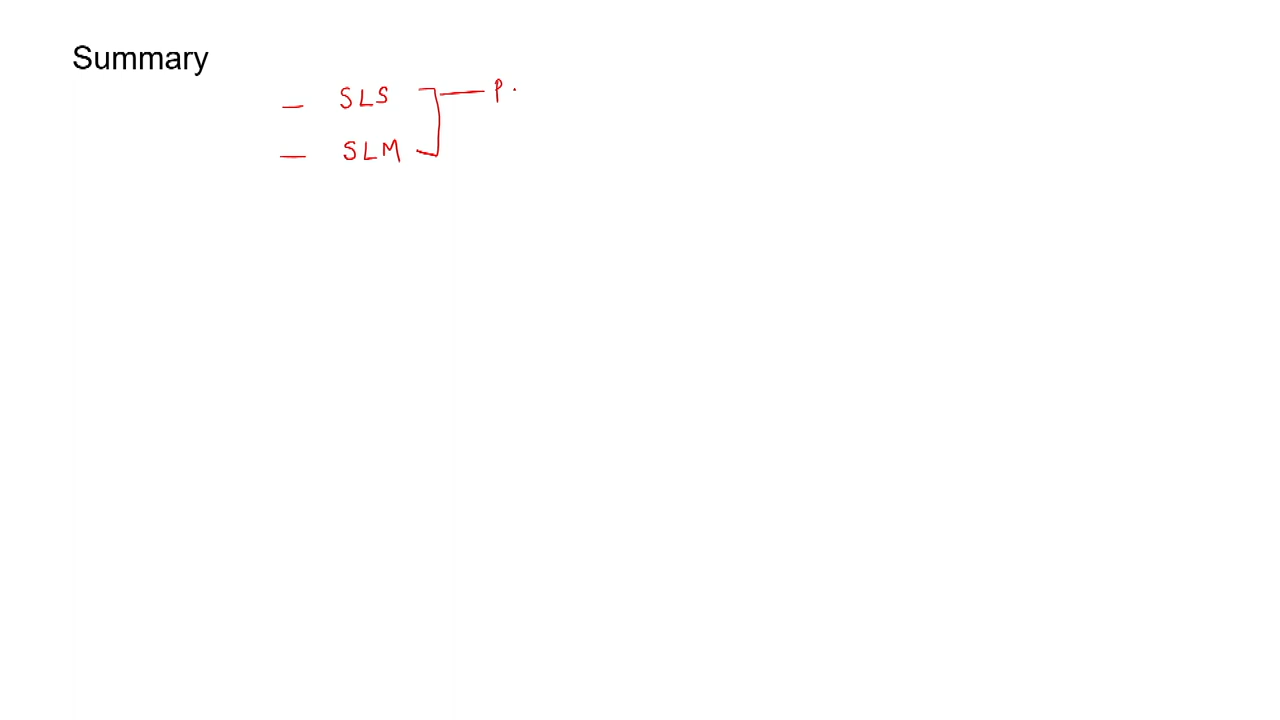 Summary
– SLS — P.
– SLM